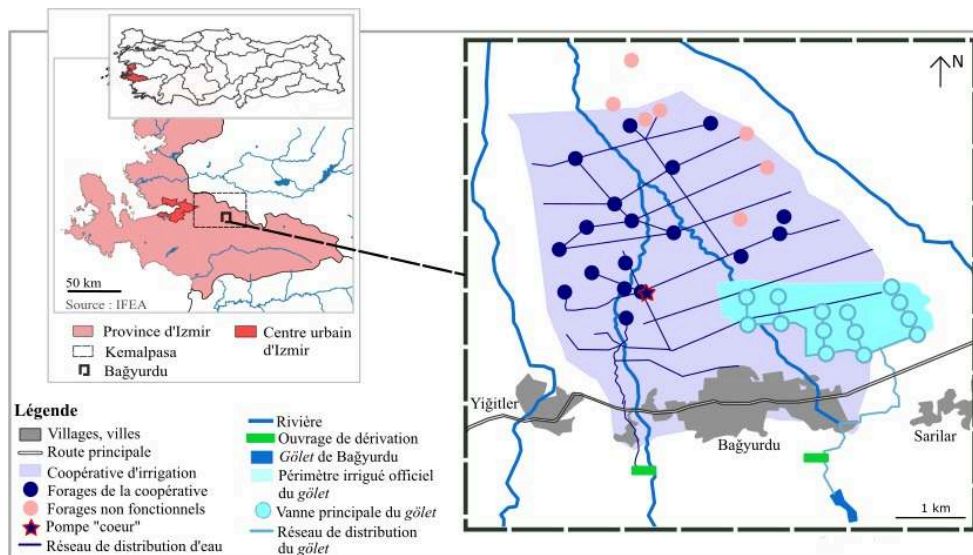 50 km
Source : IFEA
Province d'Izmir
Centre urbain
d'Izmir
Kemalpasa
Bağyurdu
Légende
Villages, villes
Route principale
Coopérative d'irrigation
Forages de la coopérative
Forages non fonctionnels
Pompe "coeur"
Réseau de distribution d'eau
Rivière
Ouvrage de dérivation
Gölet de Bağyurdu
Périmètre irrigué officiel
du gölet
Vanne principale du gölet
Réseau de distribution
du gölet
N
Yiğitler
Bağyurdu
Sarilar
1 km